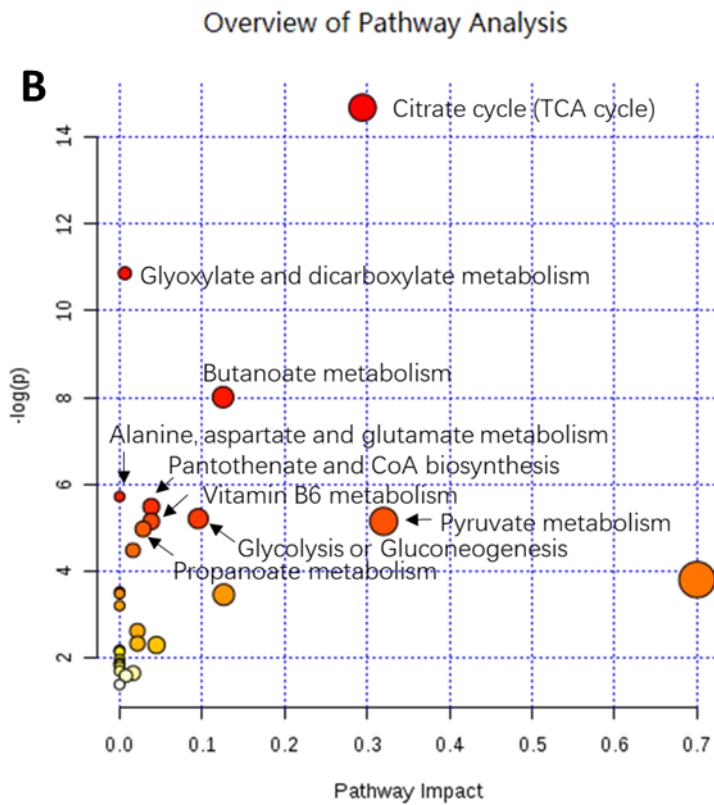 Overview of Pathway Analysis
B
Citrate cycle (TCA cycle)
14
12
Glyoxylate and dicarboxylate metabolism
10
Butanoate metabolism
8
-log(p)
Alanine, aspartate and glutamate metabolism
Pantothenate and CoA biosynthesis
6
Vitamin B6 metabolism
Pyruvate metabolism
Glycolysis or Gluconeogenesis
Propanoate metabolism
4
2
0.0 0.1 0.2 0.3 0.4 0.5 0.6 0.7
Pathway Impact